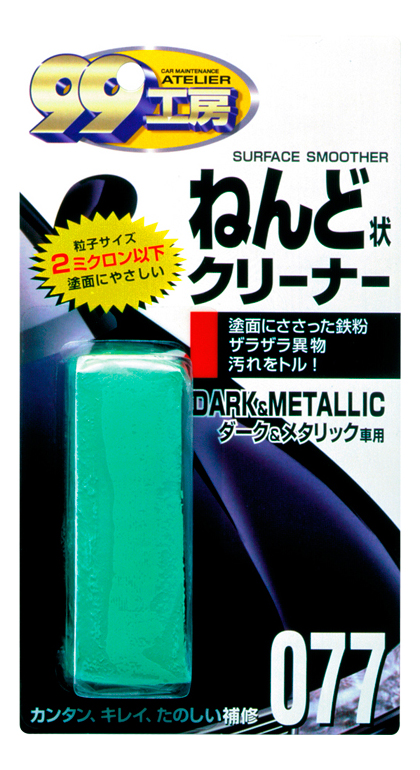 99工房
CAR MAINTENANCE
ATELIER
SURFACE SMOOTHER
ねんど状
クリーナー
粒子サイズ
2ミクロン以下
塗面にやさしい
塗面にささった鉄粉
ザラザラ異物
汚れをトル！
DARK&METALLIC
ダーク&メタリック車用
077
カンタン、キレイ、たのしい補修